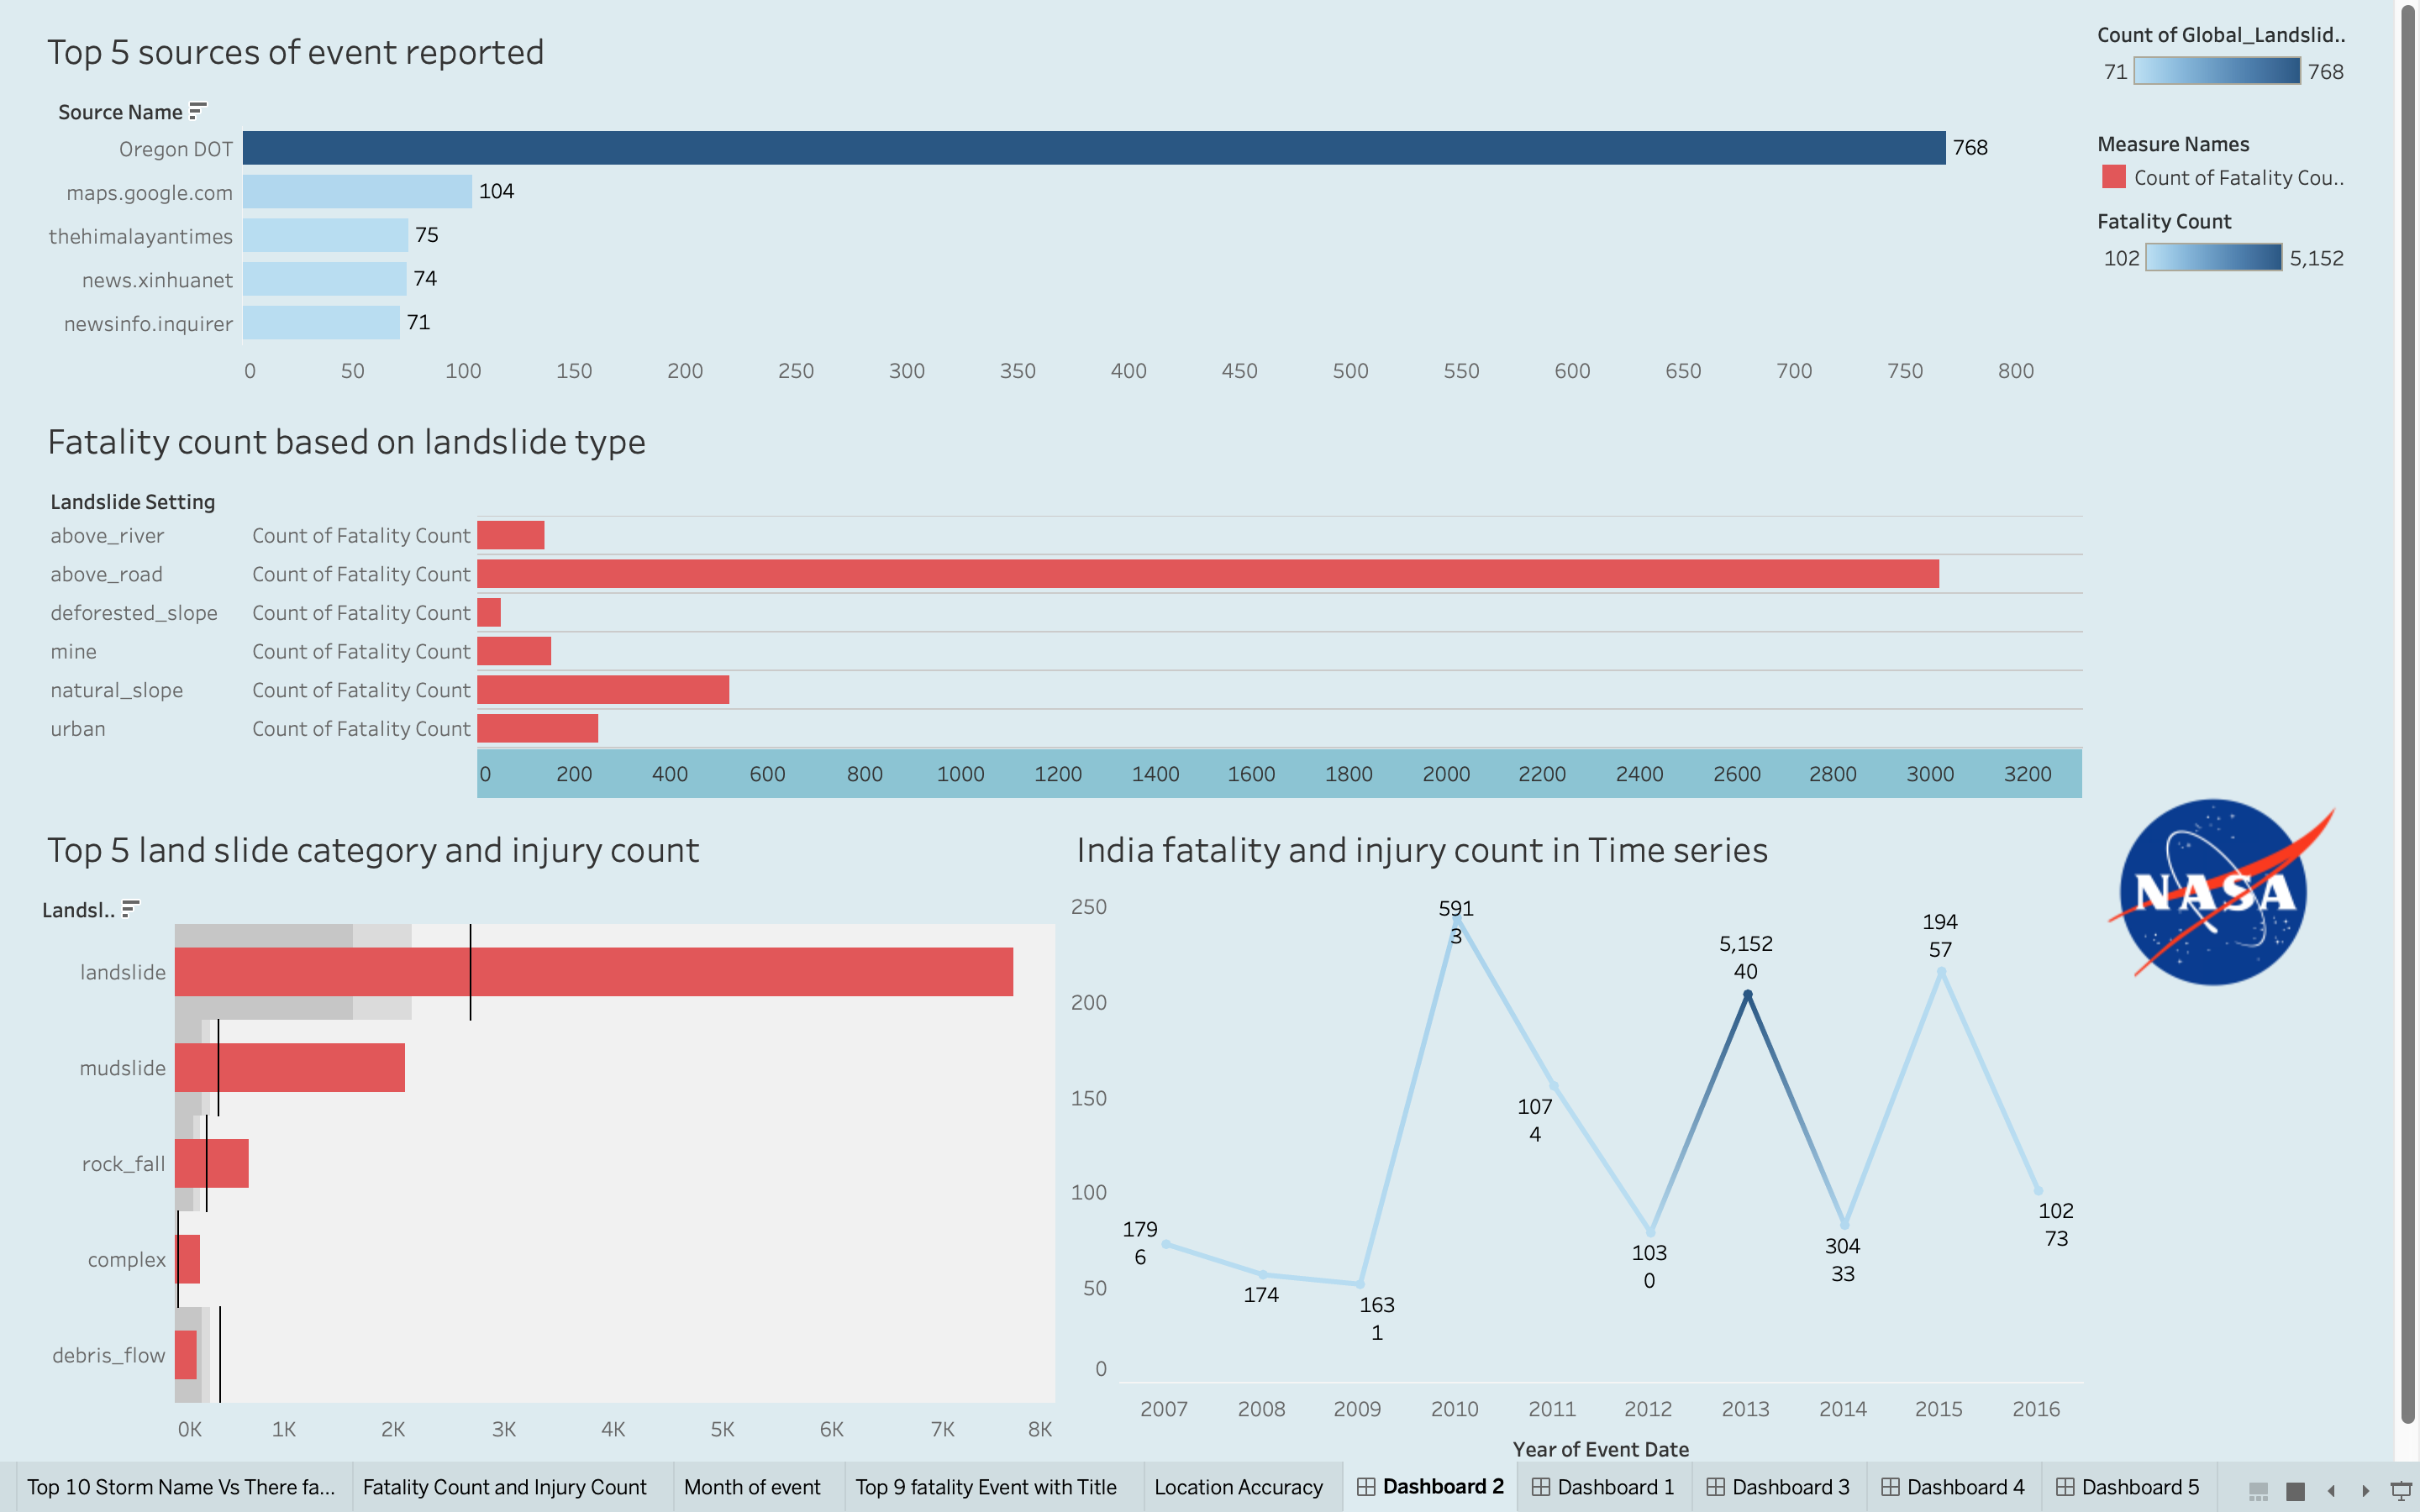 Top 5 sources of event reported
Source Name
Oregon DOT 768
maps.google.com 104
thehimalayantimes 75
news.xinhuanet 74
newsinfo.inquirer 71
0 50 100 150 200 250 300 350 400 450 500 550 600 650 700 750 800
Count of Global_Landslid..
71 768
Measure Names
Count of Fatality Cou..
Fatality Count
102 5,152
Fatality count based on landslide type
Landslide Setting
above_river Count of Fatality Count
above_road Count of Fatality Count
deforested_slope Count of Fatality Count
mine Count of Fatality Count
natural_slope Count of Fatality Count
urban Count of Fatality Count
0 200 400 600 800 1000 1200 1400 1600 1800 2000 2200 2400 2600 2800 3000 3200
NASA
Top 5 land slide category and injury count
Landsl..
landslide
mudslide
rock_fall
complex
debris_flow
0K 1K 2K 3K 4K 5K 6K 7K 8K
India fatality and injury count in Time series
250
200
150
100
50
0
179
6
174
163
1
591
3
107
4
103
0
5,152
40
304
33
194
57
102
73
2007 2008 2009 2010 2011 2012 2013 2014 2015 2016
Year of Event Date
Top 10 Storm Name Vs There fa... Fatality Count and Injury Count Month of event Top 9 fatality Event with Title Location Accuracy Dashboard 2 Dashboard 1 Dashboard 3 Dashboard 4 Dashboard 5